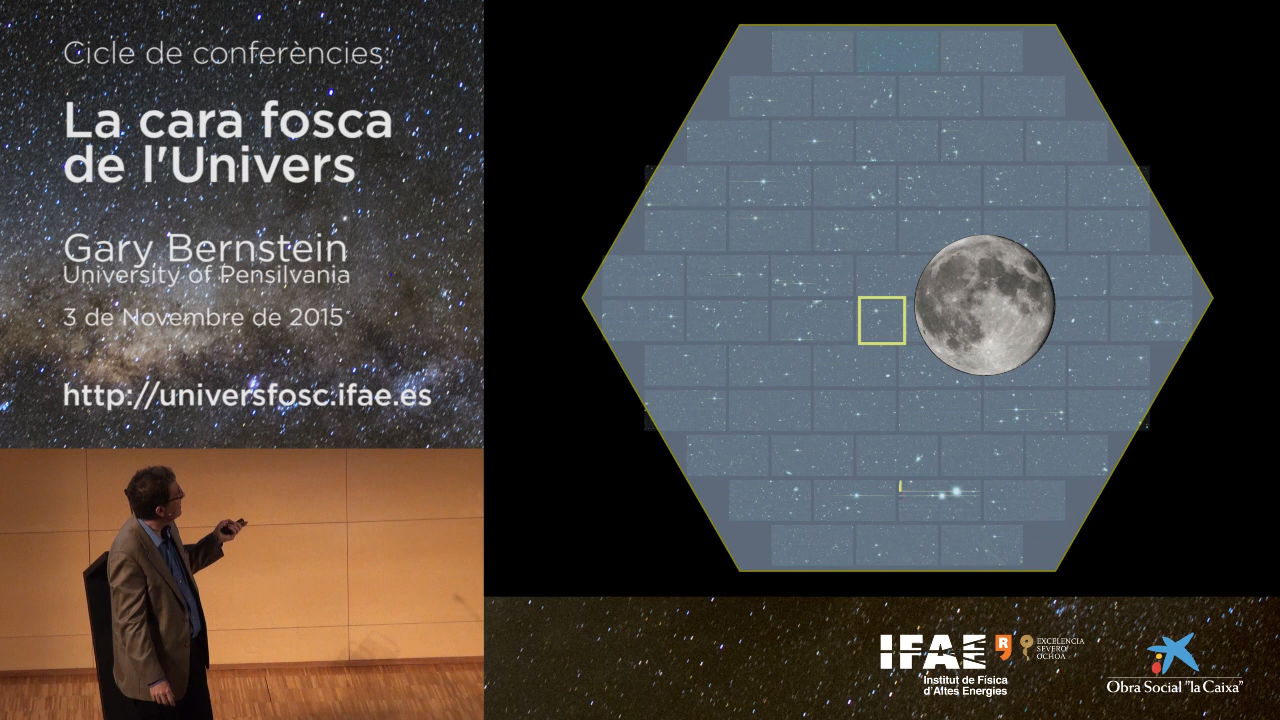 Cicle de conferències:
La cara fosca
de l'Univers
Gary Bernstein
University of Pensilvania
3 de Novembre de 2015
http://universfosc.ifae.es
IFAE
Institut de Física
d'Altes Energies
R
EXCELENCIA
SEVERO
OCHOA
Obra Social "la Caixa"